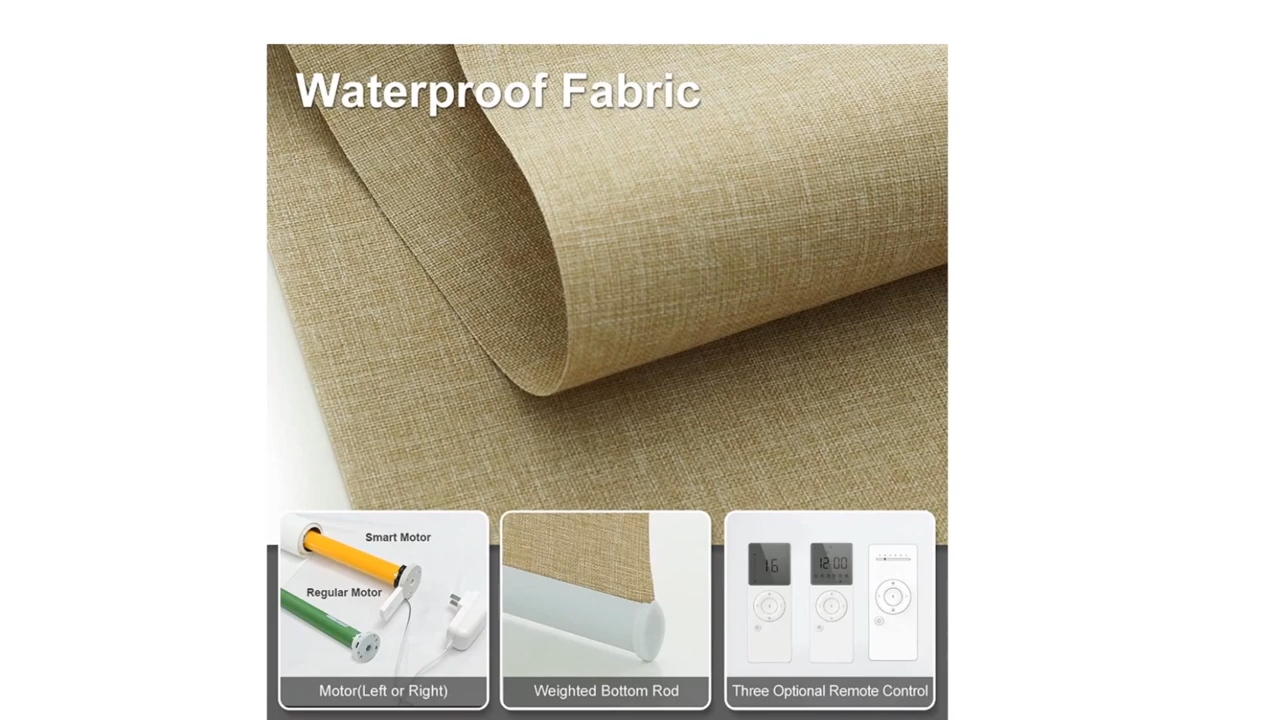 Waterproof Fabric
Smart Motor
Regular Motor
16
12:00
Motor(Left or Right)
Weighted Bottom Rod
Three Optional Remote Control